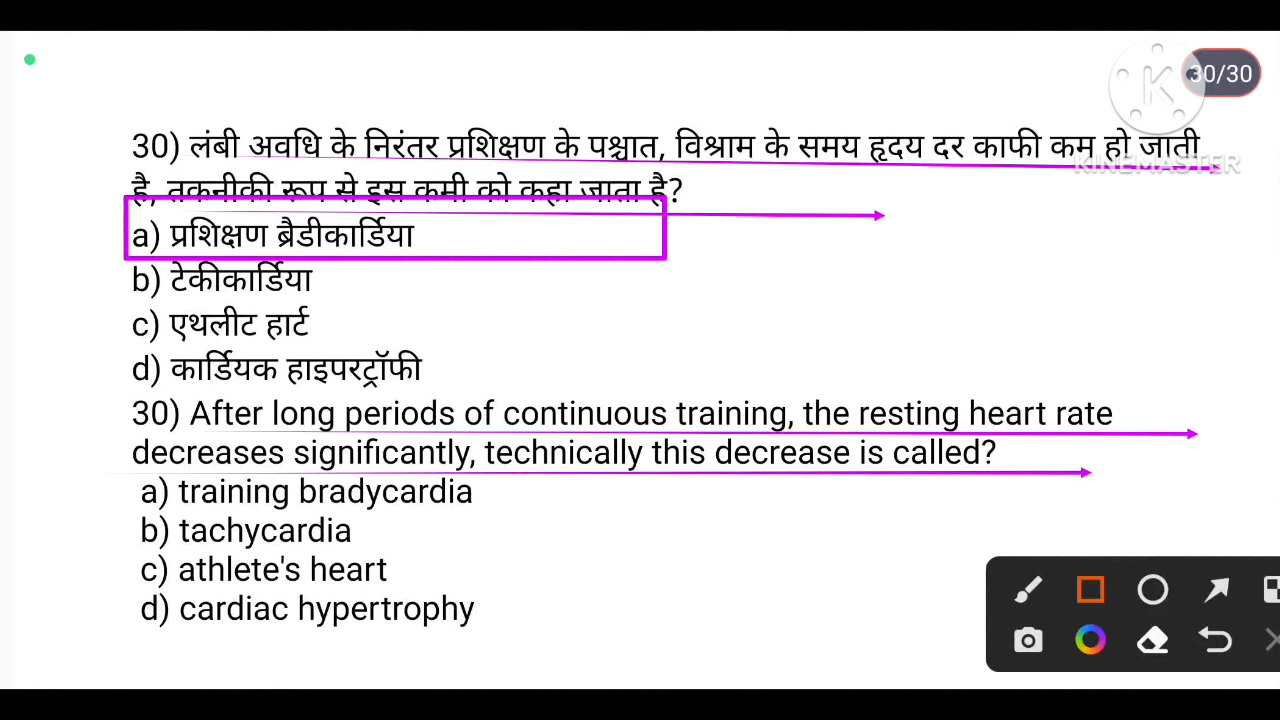 30/30
30) लंबी अवधि के निरंतर प्रशिक्षण के पश्चात, विश्राम के समय हृदय दर काफी कम हो जाती
KINEMASTER
है, तकनीकी रूप से इस कमी को कहा जाता है?
a) प्रशिक्षण ब्रैडीकार्डिया
b) टेकीकार्डिया
c) एथलीट हार्ट
d) कार्डियक हाइपरट्रॉफी
30) After long periods of continuous training, the resting heart rate
decreases significantly, technically this decrease is called?
a) training bradycardia
b) tachycardia
c) athlete's heart
d) cardiac hypertrophy